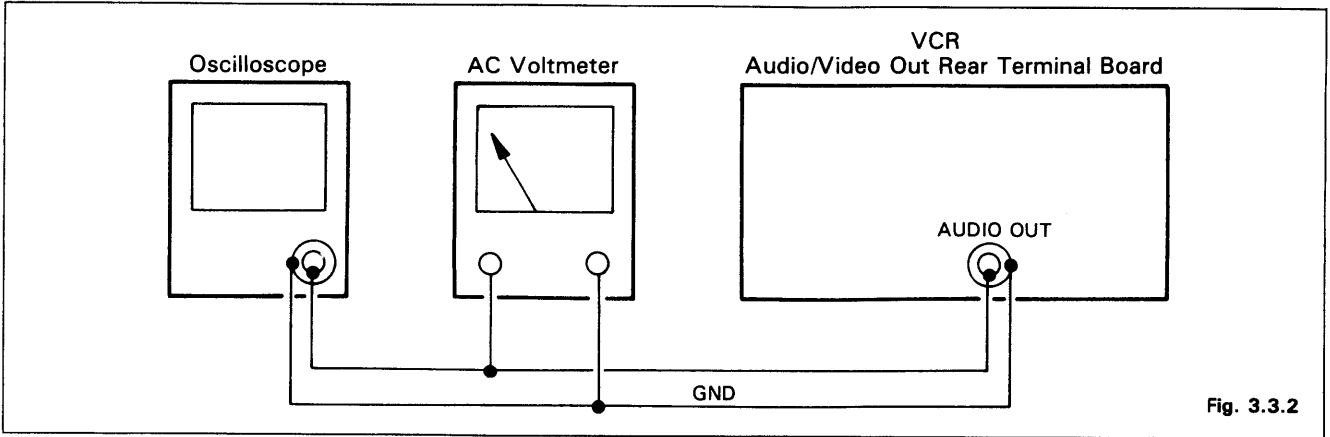 Oscilloscope
AC Voltmeter
VCR
Audio/Video Out Rear Terminal Board
AUDIO OUT
GND
Fig. 3.3.2